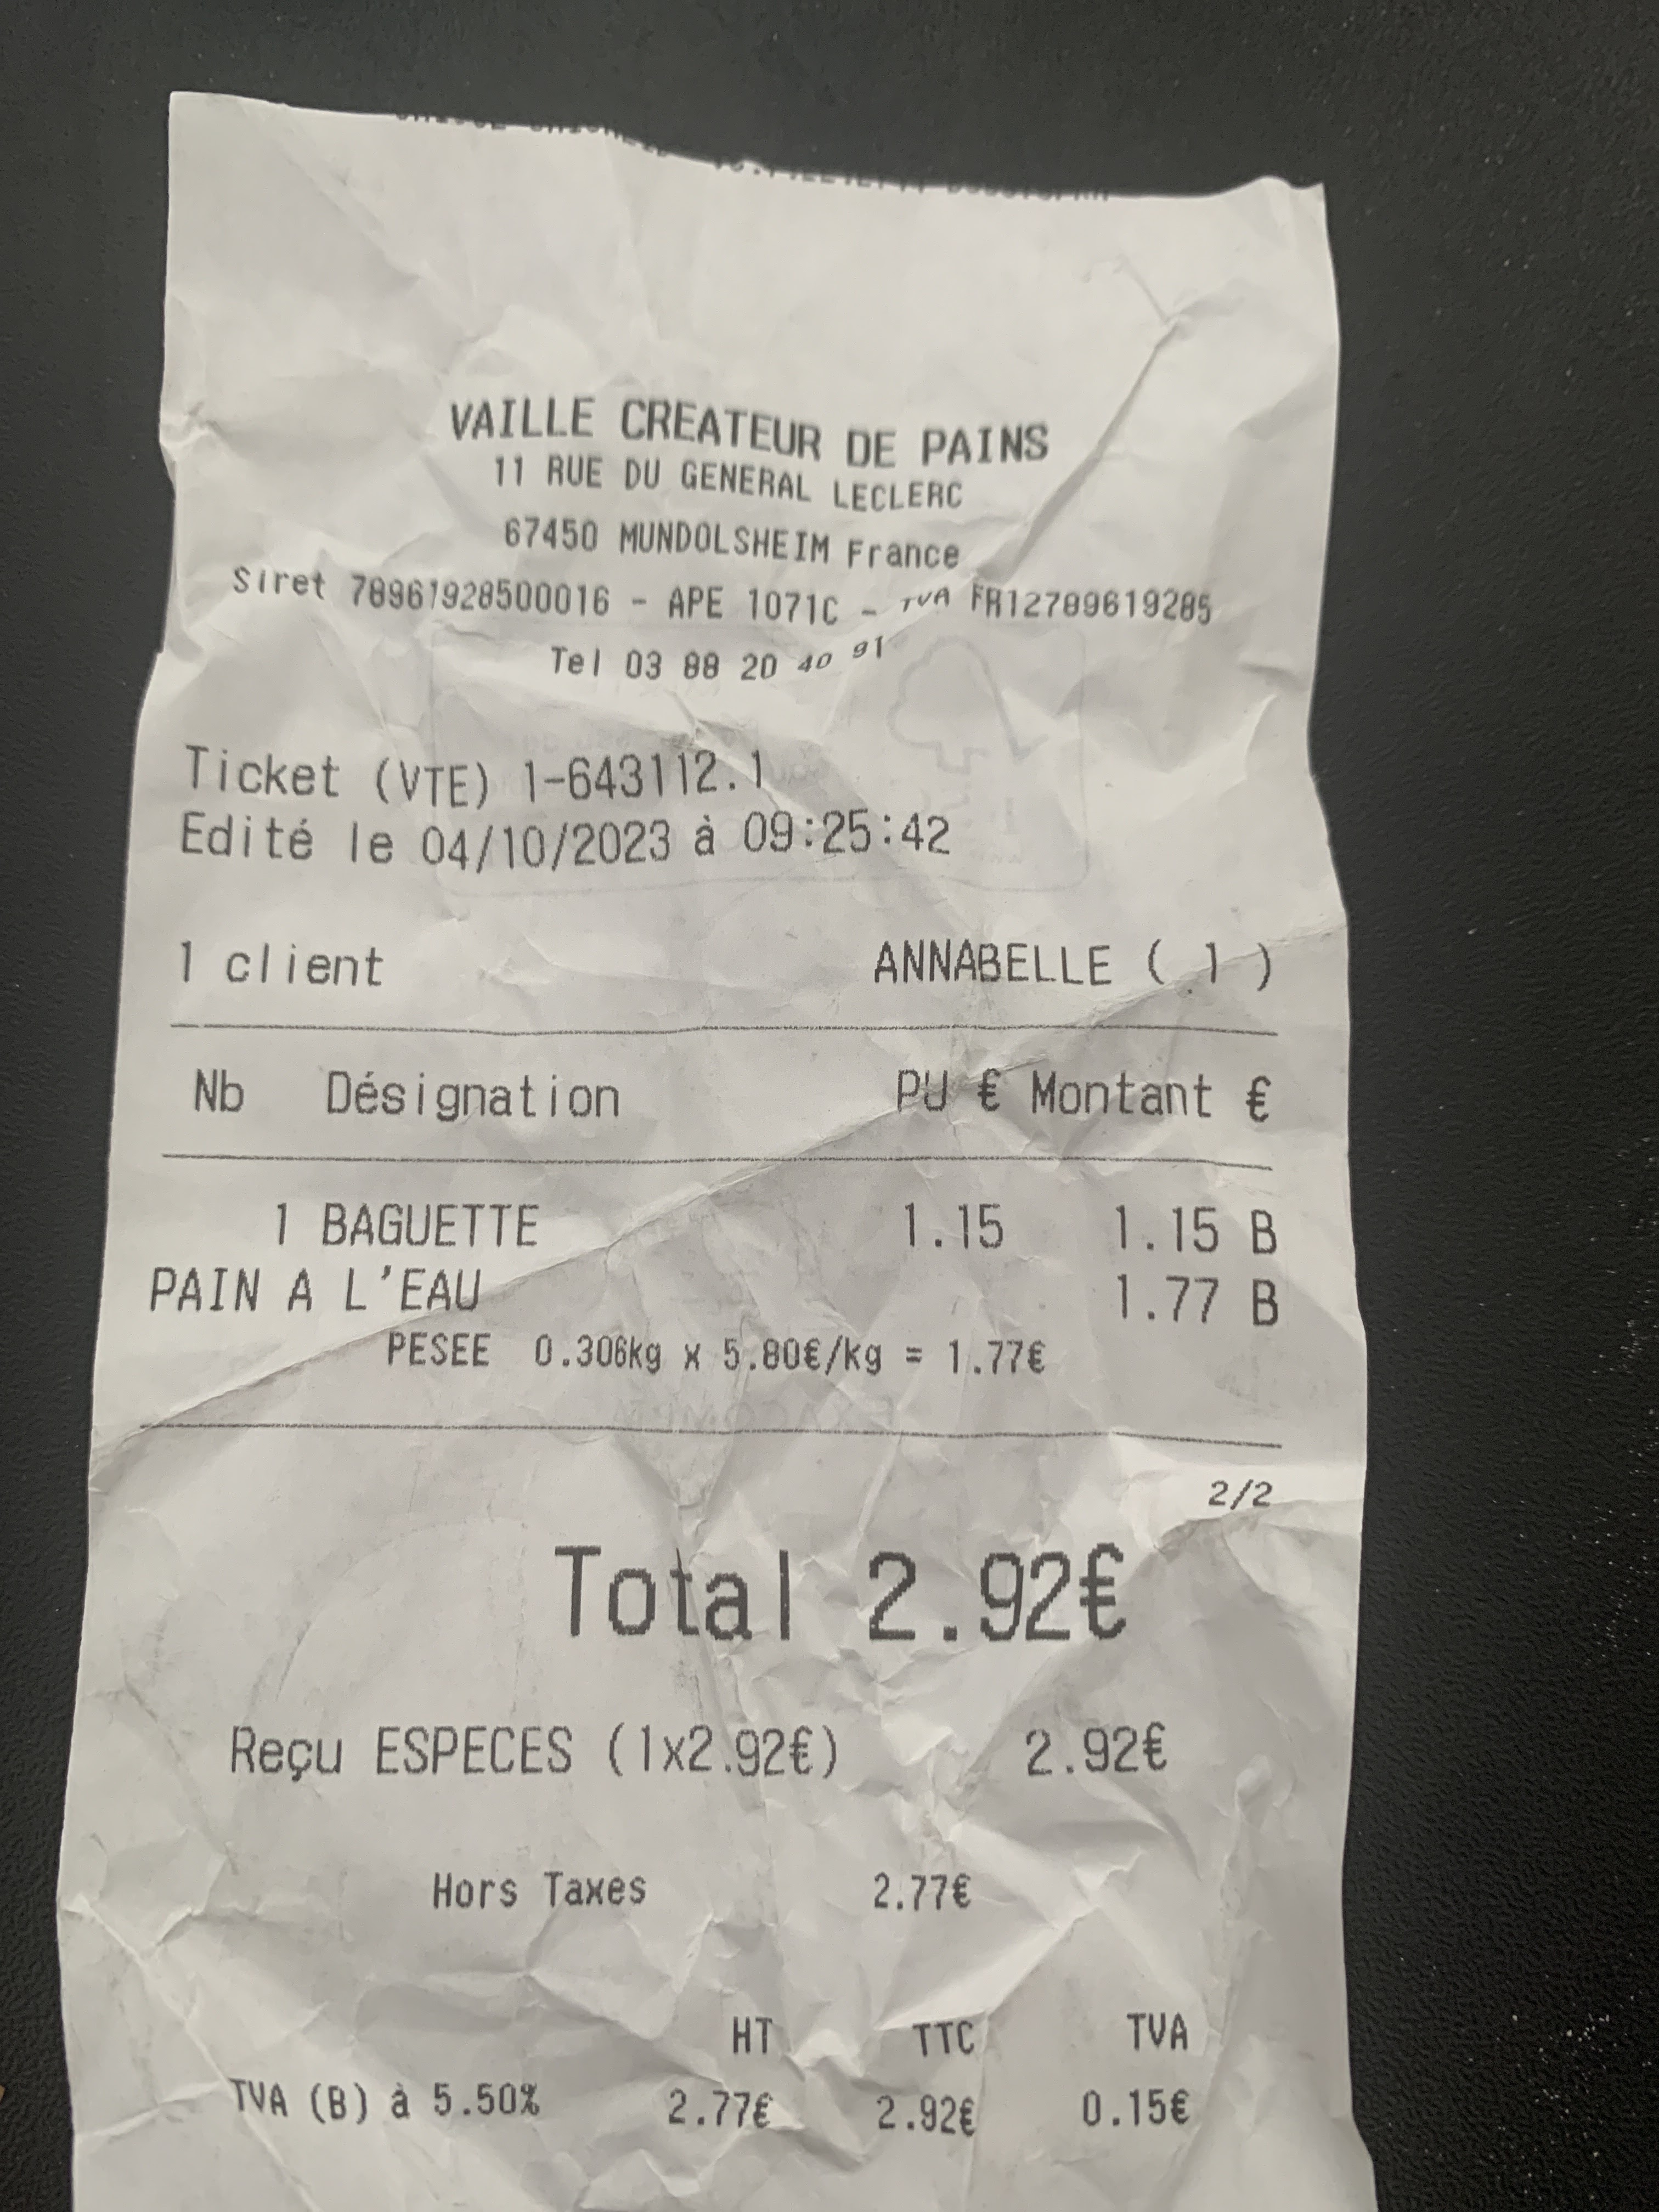 VAILLE CREATEUR DE PAINS
11 RUE DU GENERAL LECLERC
67450 MUNDOLSHEIM France
Siret 78961928500016 - APE 1071C - TVA FR12789619285
Tel 03 88 20 40 91
Ticket (VTE) 1-643112.1
Edité le 04/10/2023 à 09:25:42
1 client ANNABELLE ( 1 )
Nb Désignation PU € Montant €
1 BAGUETTE 1.15 1.15 B
PAIN A L'EAU 1.77 B
PESEE 0.306kg x 5.80€/kg = 1.77€
2/2
Total 2.92€
Reçu ESPECES (1x2.92€) 2.92€
Hors Taxes 2.77€
HT TTC TVA
TVA (B) à 5.50% 2.77€ 2.92€ 0.15€